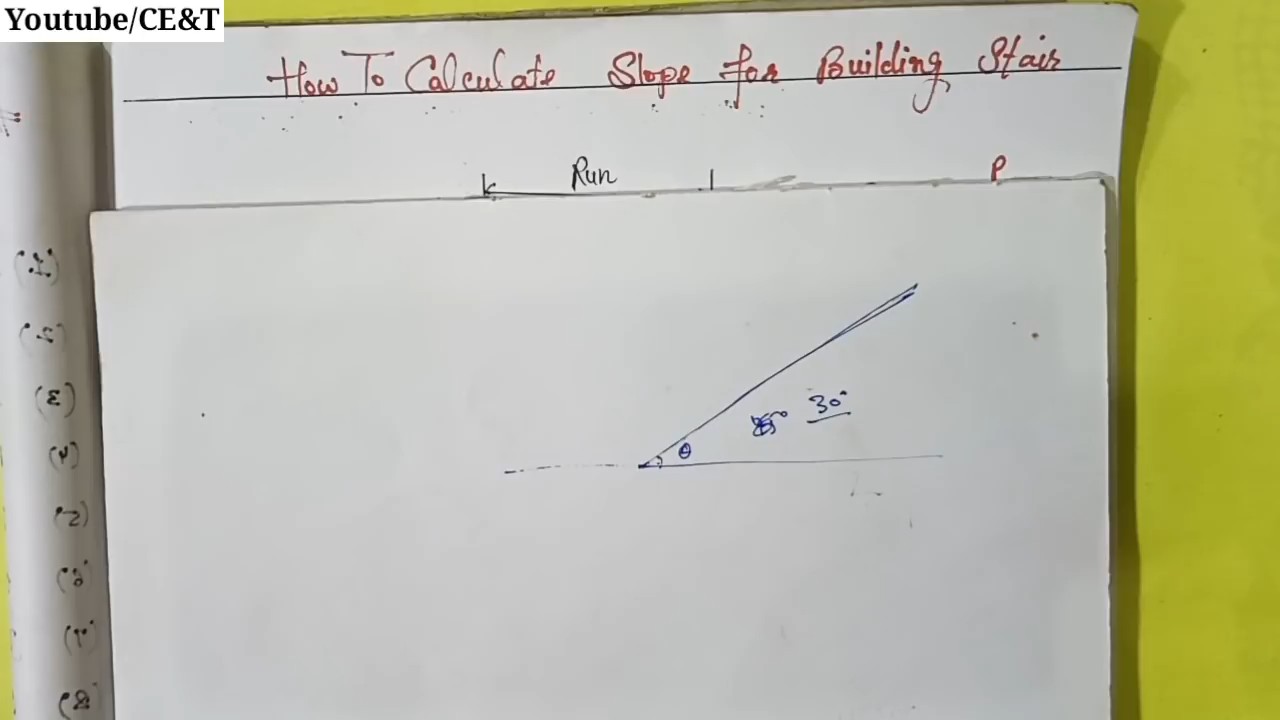 Youtube/CE&T
How To Calculate Slope for Building Stair
Run
P
30°
θ